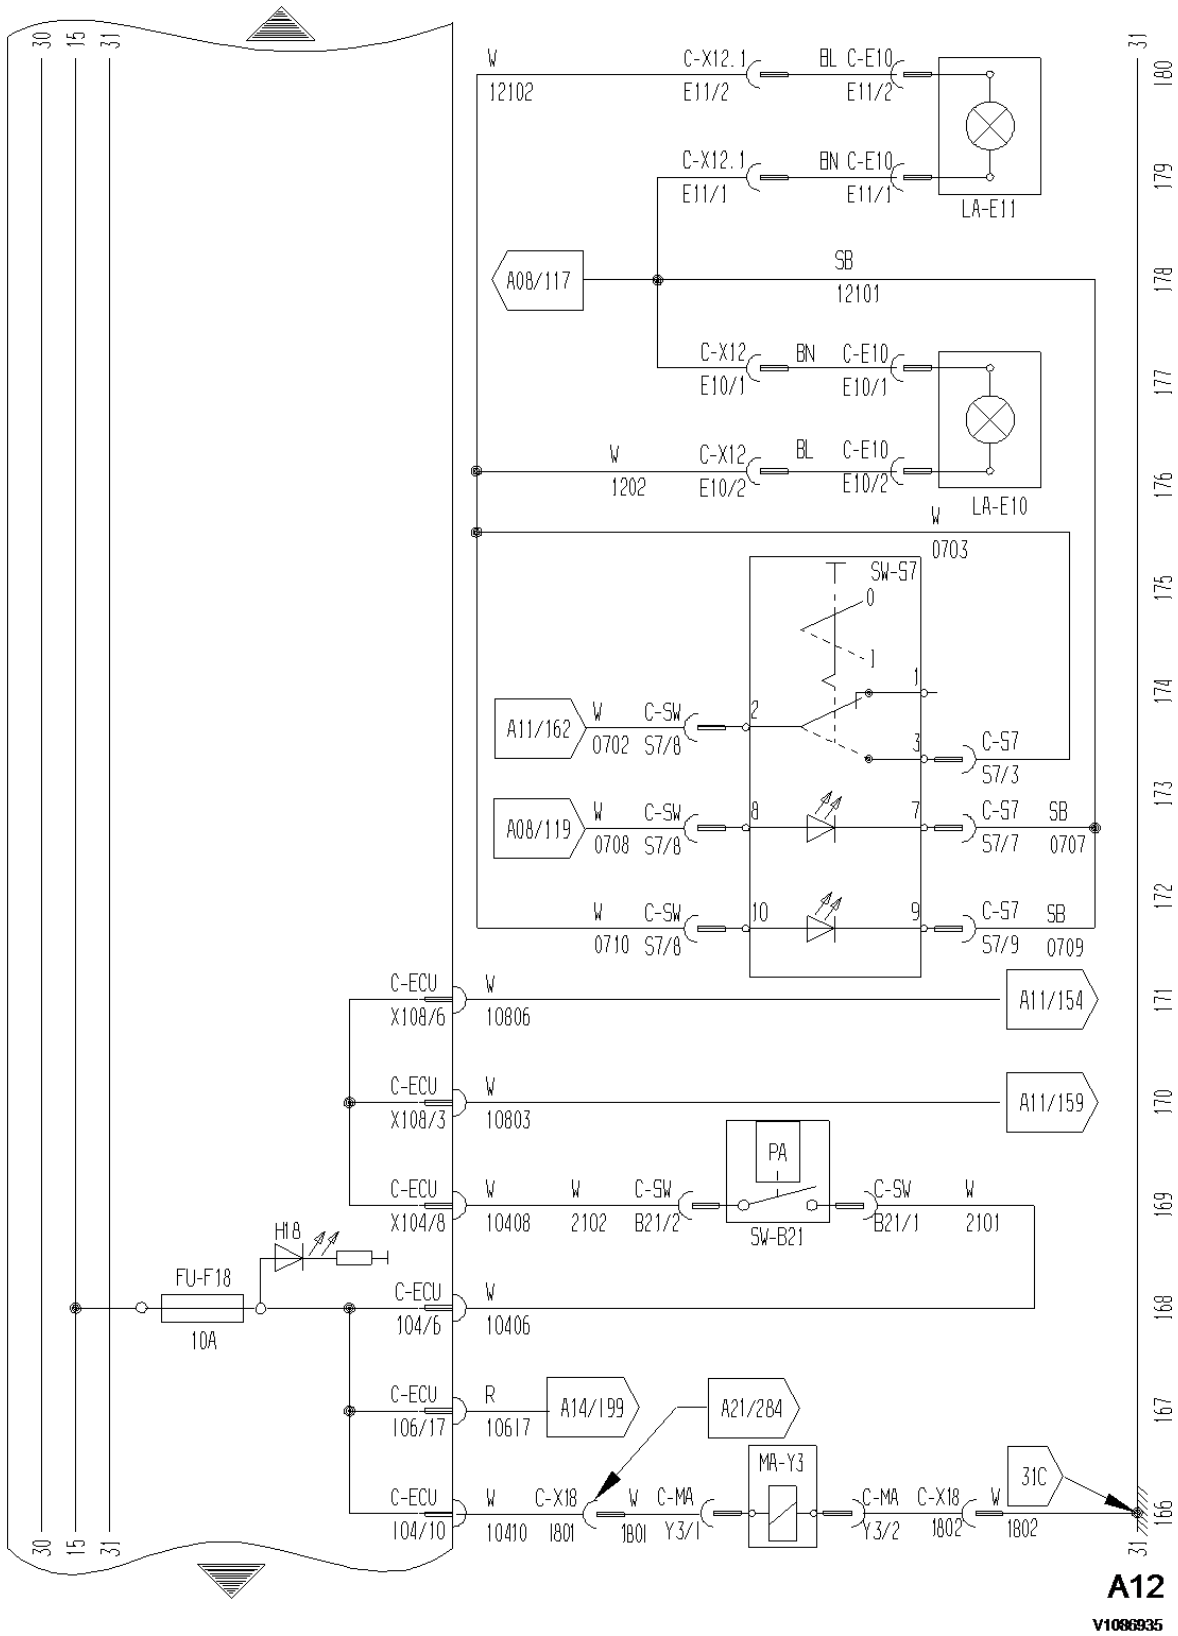 30
15
31
31
W
C-X12.1
BL
C-E10
12102
E11/2
E11/2
180
C-X12.1
BN
C-E10
E11/1
E11/1
LA-E11
179
A08/117
SB
12101
178
C-X12
BN
C-E10
E10/1
E10/1
177
W
C-X12
BL
C-E10
1202
E10/2
E10/2
LA-E10
176
W
0703
SW-S7
0
1
175
1
174
A11/162
W
C-SW
2
0702
S7/8
3
C-S7
S7/3
173
A08/119
W
C-SW
8
7
C-S7
SB
0708
S7/8
S7/7
0707
172
W
C-SW
10
9
C-S7
SB
0710
S7/8
S7/9
0709
C-ECU
W
X108/6
10806
A11/154
171
C-ECU
W
X108/3
10803
A11/159
170
PA
C-ECU
W
W
C-SW
C-SW
W
X104/8
10408
2102
B21/2
B21/1
2101
SW-B21
169
H18
FU-F18
10A
C-ECU
W
104/6
10406
168
C-ECU
R
106/17
10617
A14/199
A21/284
167
MA-Y3
31C
C-ECU
W
C-X18
W
C-MA
C-MA
C-X18
W
104/10
10410
1801
1801
Y3/1
Y3/2
1802
1802
166
30
15
31
31
A12